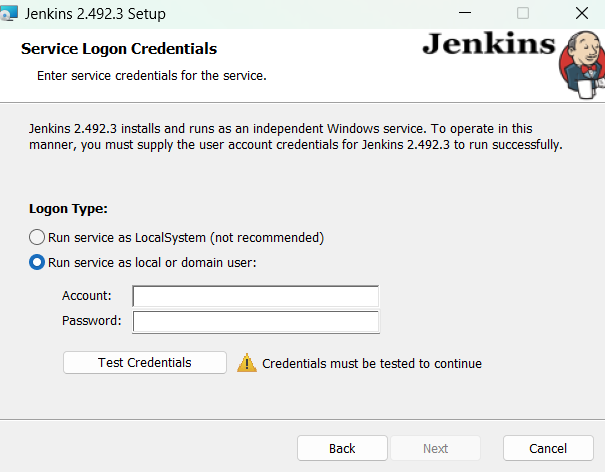 Jenkins 2.492.3 Setup
Service Logon Credentials
Jenkins
Enter service credentials for the service.
Jenkins 2.492.3 installs and runs as an independent Windows service. To operate in this
manner, you must supply the user account credentials for Jenkins 2.492.3 to run successfully.
Logon Type:
Run service as LocalSystem (not recommended)
Run service as local or domain user:
Account:
Password:
Test Credentials
Credentials must be tested to continue
Back
Next
Cancel